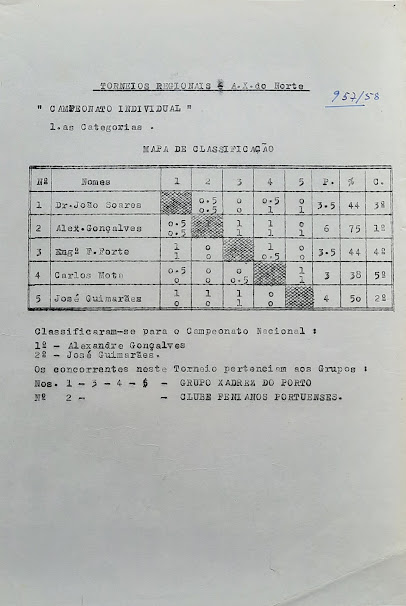 TORNEIOS REGIONAIS A.X.do Norte
957/58
" CAMPEONATO INDIVIDUAL "
1.as Categorias .
MAPA DE CLASSIFICAÇÃO
Nº Nomes 1 2 3 4 5 P. % C.
1 Dr.João Soares 0.5 0 0.5 0 3.5 44 3º
0.5 0 1 1
2 Alex.Gonçalves 0.5 1 1 0 6 75 1º
0.5 1 1 1
3 Engº F.Forte 1 0 1 0 3.5 44 4º
1 0 0.5 0
4 Carlos Mota 0.5 0 0 1 3 38 5º
0 0 0.5 1
5 José Guimarães 1 1 1 0 4 50 2º
0 0 1 0
Classificaram-se para o Campeonato Nacional :
1º - Alexandre Gonçalves
2º - José Guimarães.
Os concorrentes neste Torneio pertenciam aos Grupos :
Nos. 1 - 3 - 4 - 5 - GRUPO XADREZ DO PORTO
Nº 2 - - CLUBE FENIANOS PORTUENSES.